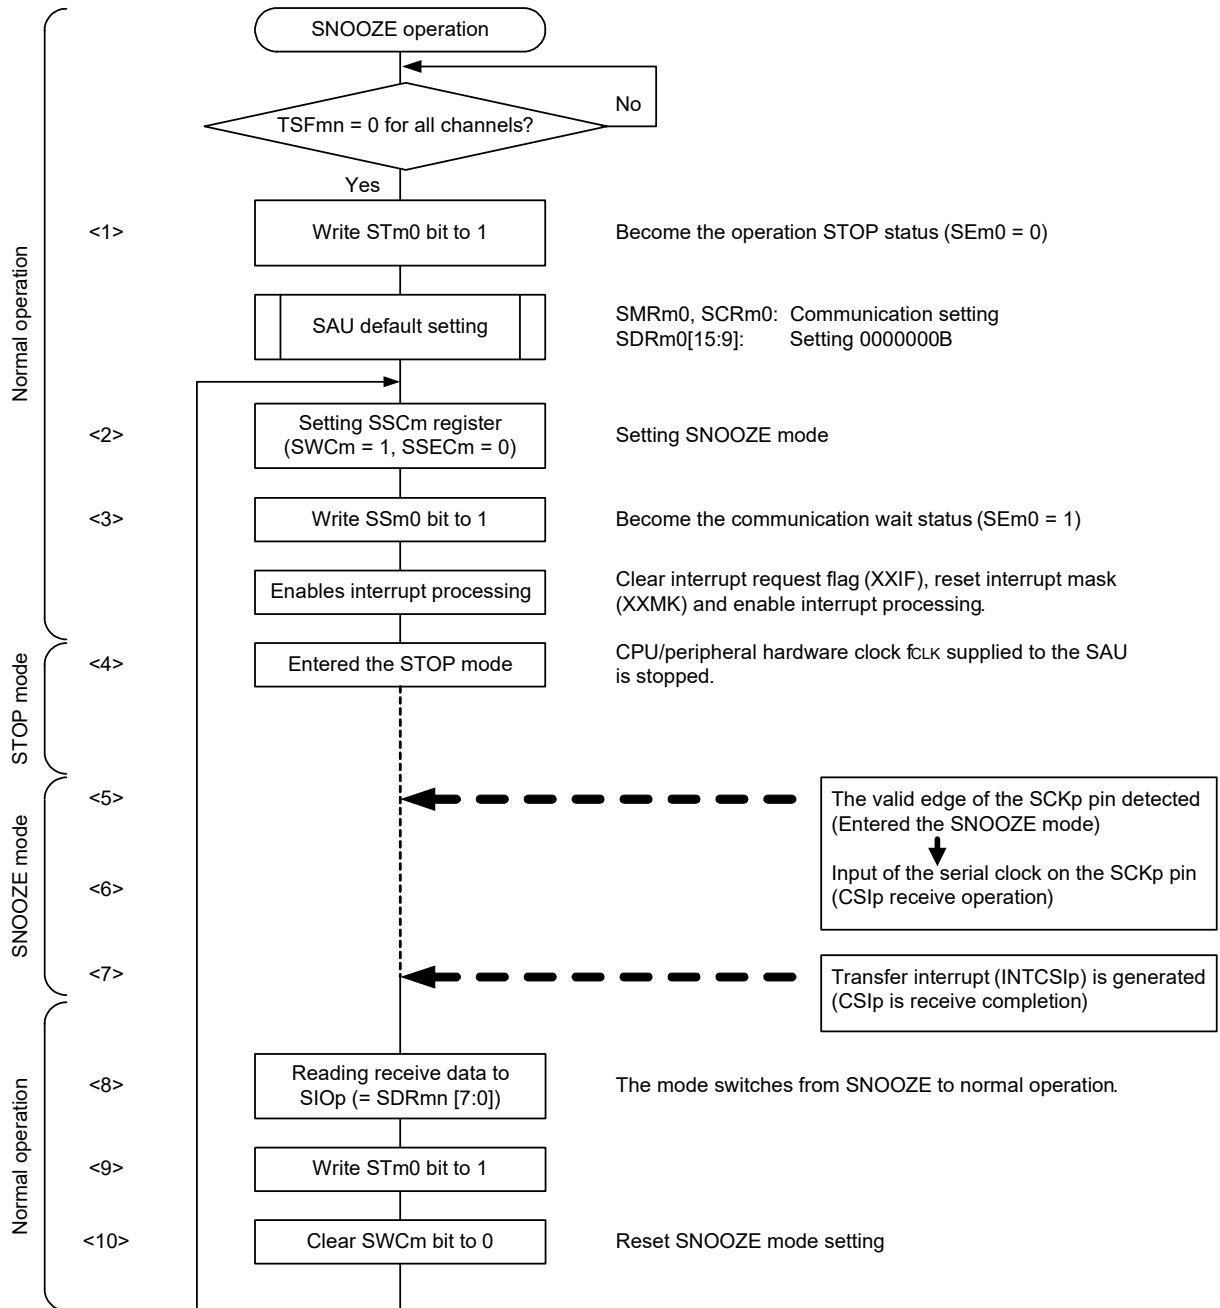 SNOOZE operation
No
TSFmn = 0 for all channels?
Yes
Normal operation
<1>
Write STm0 bit to 1
Become the operation STOP status (SEm0 = 0)
SAU default setting
SMRm0, SCRm0: Communication setting
SDRm0[15:9]: Setting 0000000B
<2>
Setting SSCm register
(SWCm = 1, SSECm = 0)
Setting SNOOZE mode
<3>
Write SSm0 bit to 1
Become the communication wait status (SEm0 = 1)
Enables interrupt processing
Clear interrupt request flag (XXIF), reset interrupt mask
(XXMK) and enable interrupt processing.
STOP mode
<4>
Entered the STOP mode
CPU/peripheral hardware clock fCLK supplied to the SAU
is stopped.
SNOOZE mode
<5>
The valid edge of the SCKp pin detected
(Entered the SNOOZE mode)
<6>
Input of the serial clock on the SCKp pin
(CSIp receive operation)
<7>
Transfer interrupt (INTCSIp) is generated
(CSIp is receive completion)
Normal operation
<8>
Reading receive data to
SIOp (= SDRmn [7:0])
The mode switches from SNOOZE to normal operation.
<9>
Write STm0 bit to 1
<10>
Clear SWCm bit to 0
Reset SNOOZE mode setting